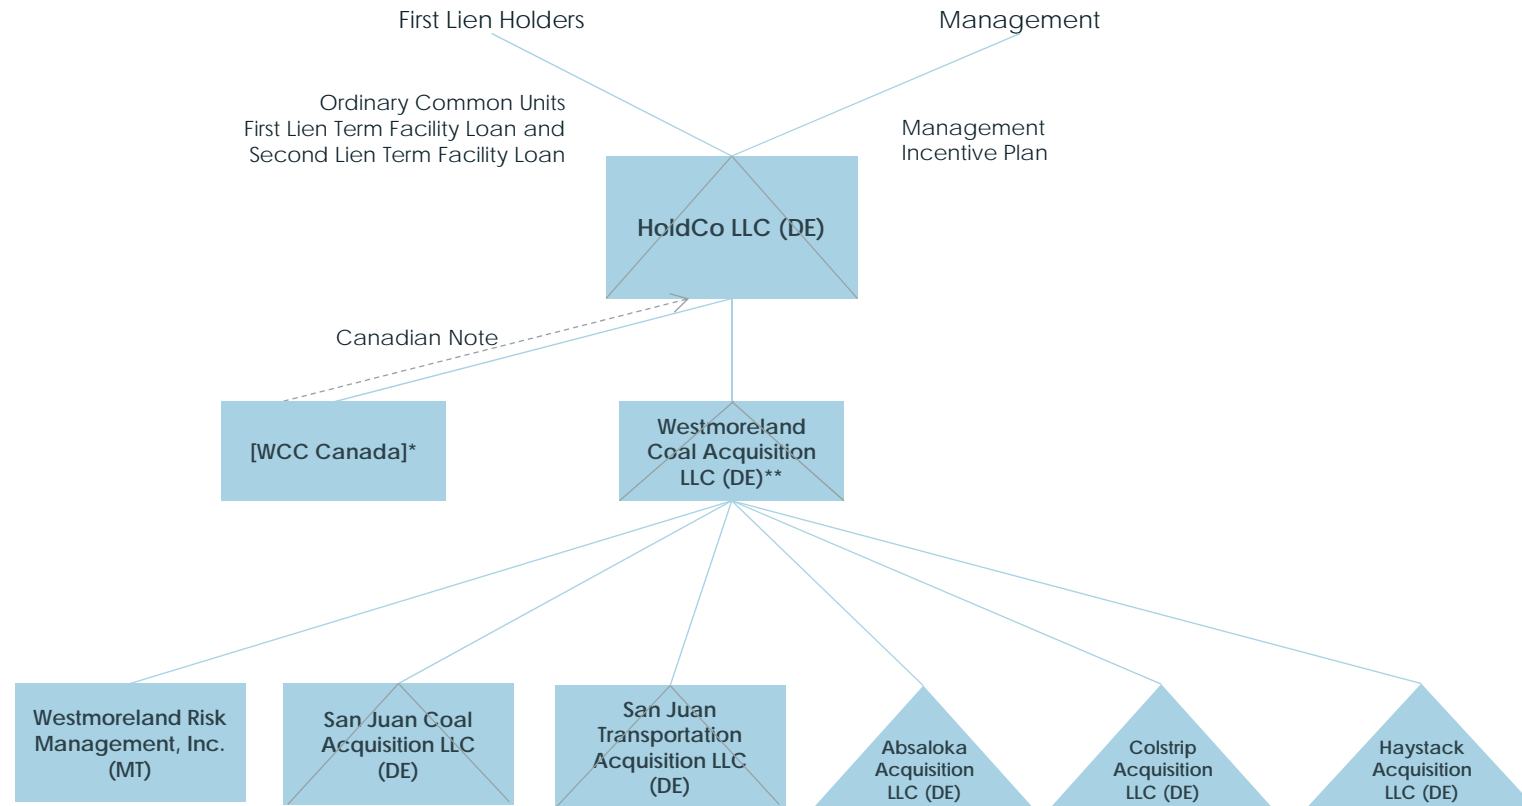 First Lien Holders
Management
Ordinary Common Units
First Lien Term Facility Loan and
Second Lien Term Facility Loan
Management
Incentive Plan
HoldCo LLC (DE)
Canadian Note
[WCC Canada]*
Westmoreland
Coal Acquisition
LLC (DE)**
Westmoreland Risk
Management, Inc.
(MT)
San Juan Coal
Acquisition LLC
(DE)
San Juan
Transportation
Acquisition LLC
(DE)
Absaloka
Acquisition
LLC (DE)
Colstrip
Acquisition
LLC (DE)
Haystack
Acquisition
LLC (DE)